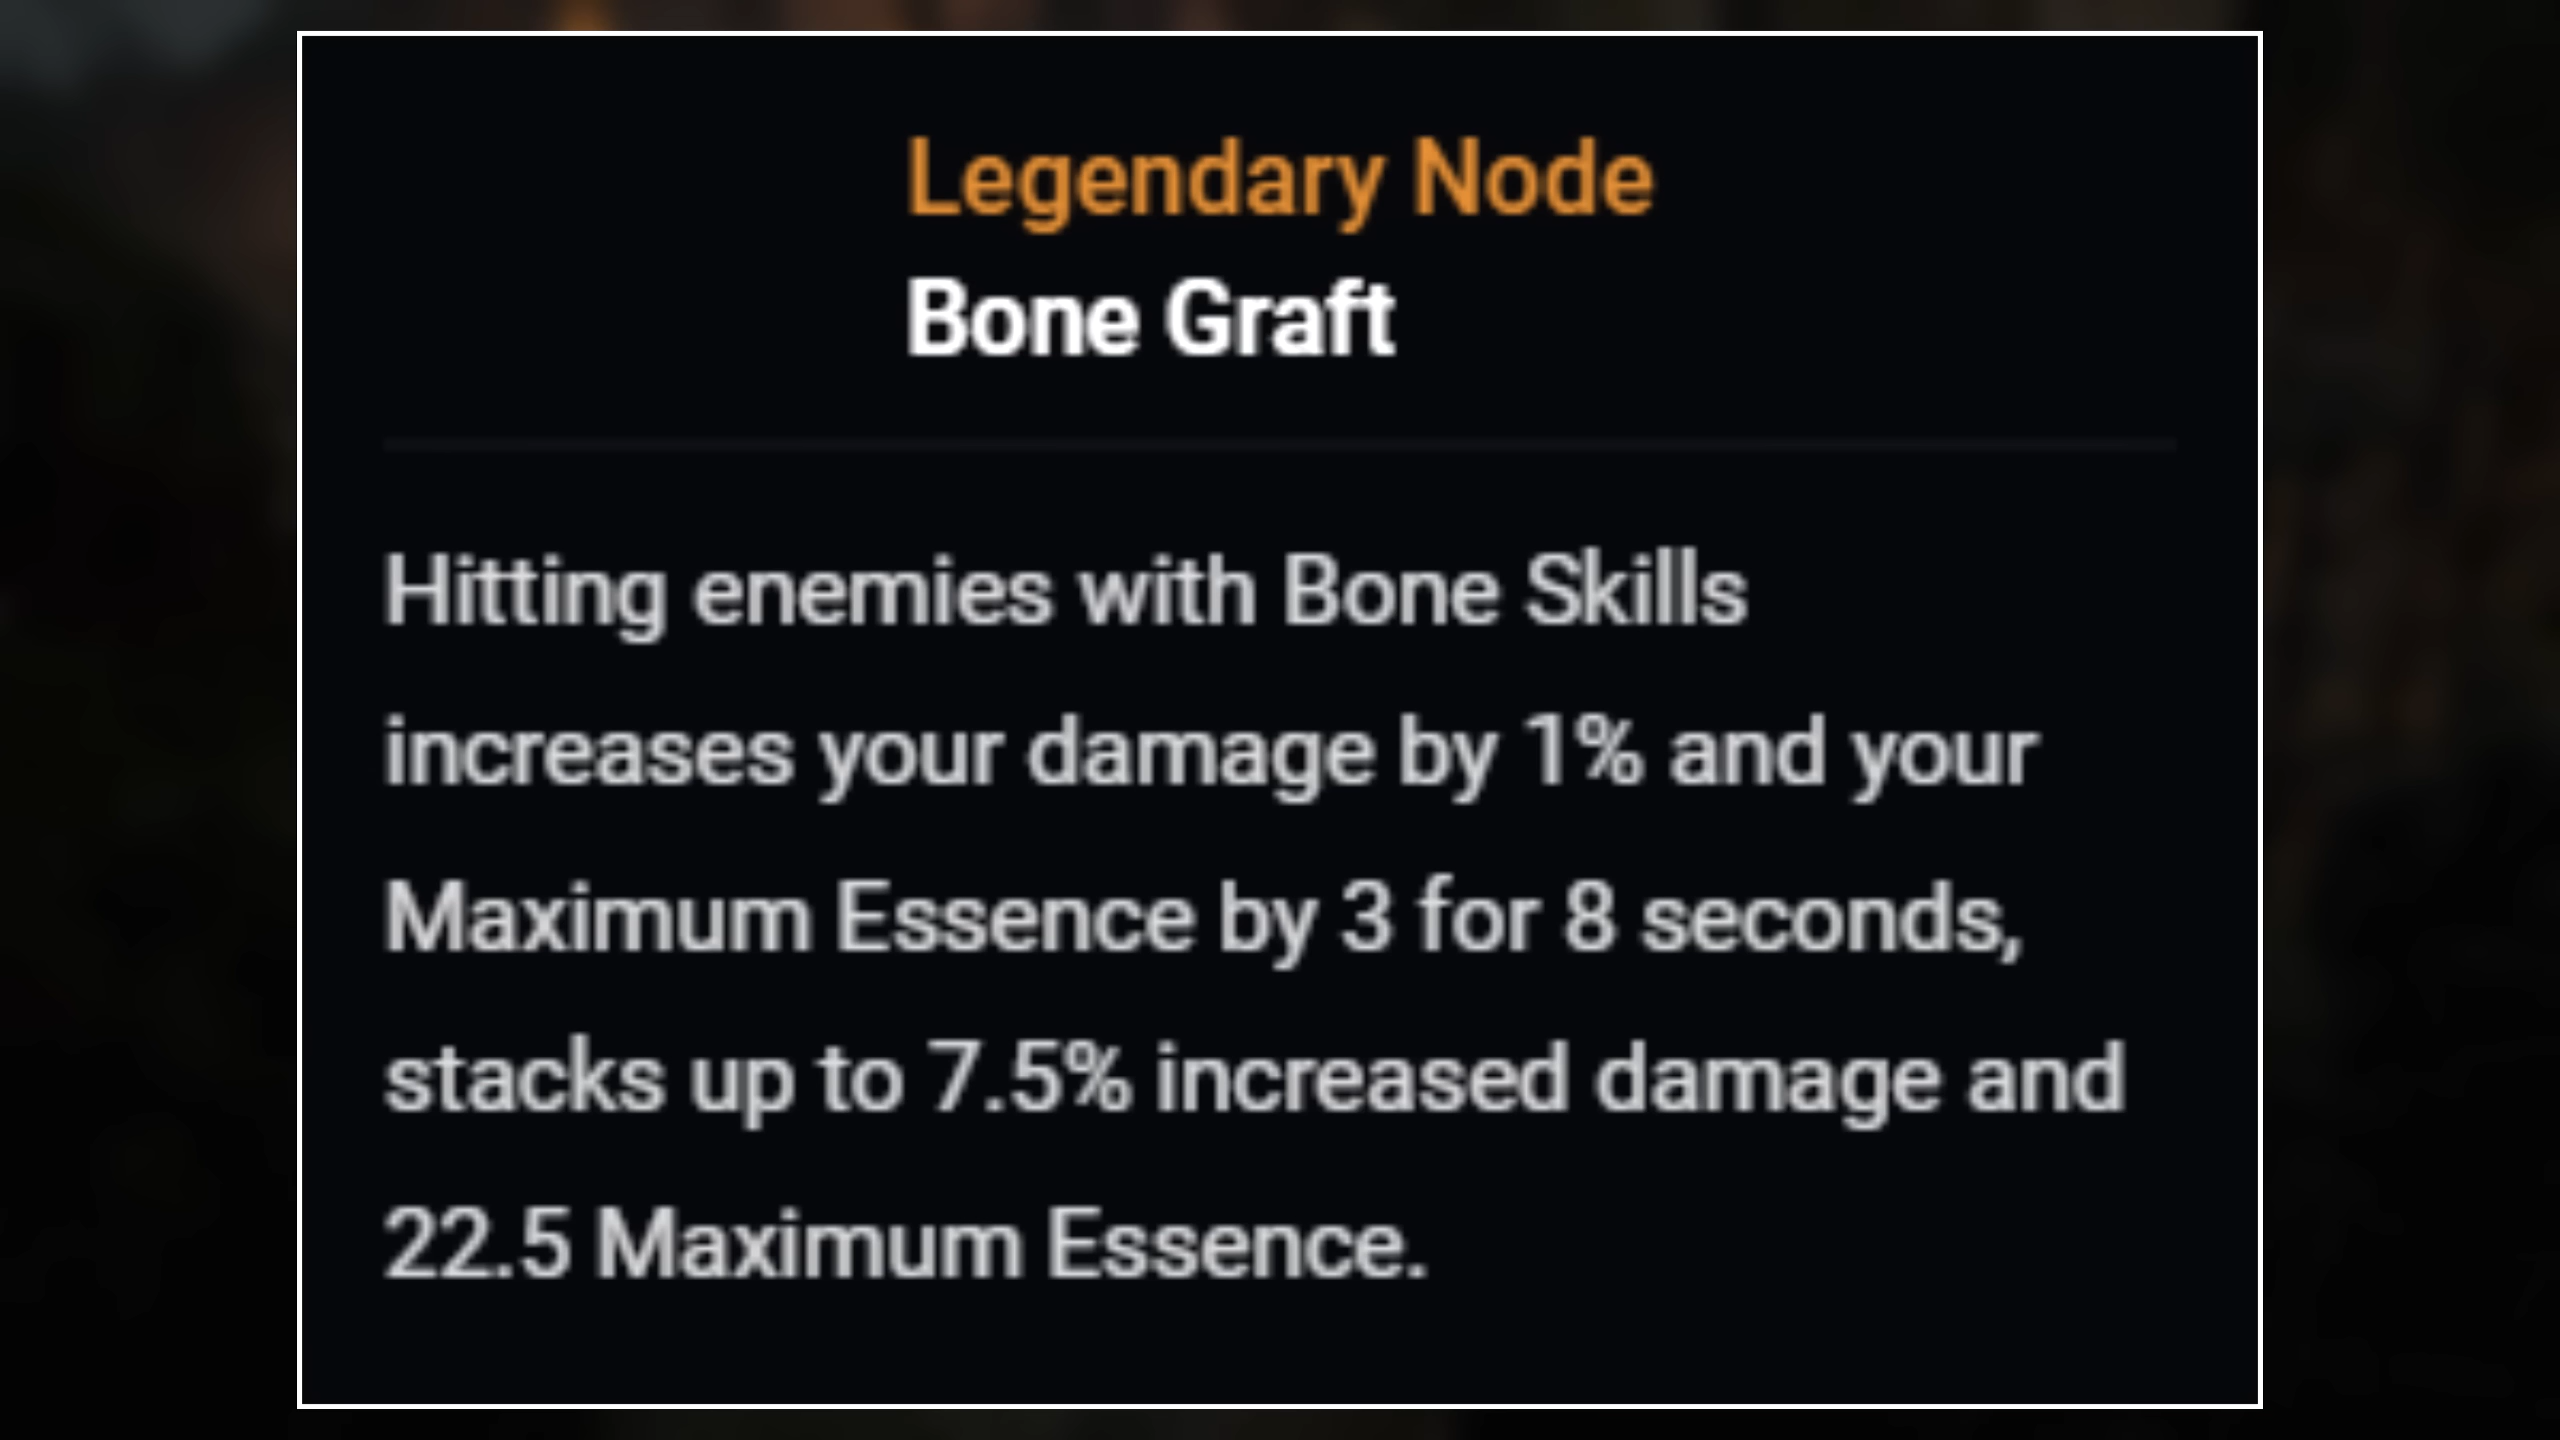 Legendary Node
Bone Graft
Hitting enemies with Bone Skills
increases your damage by 1% and your
Maximum Essence by 3 for 8 seconds,
stacks up to 7.5% increased damage and
22.5 Maximum Essence.